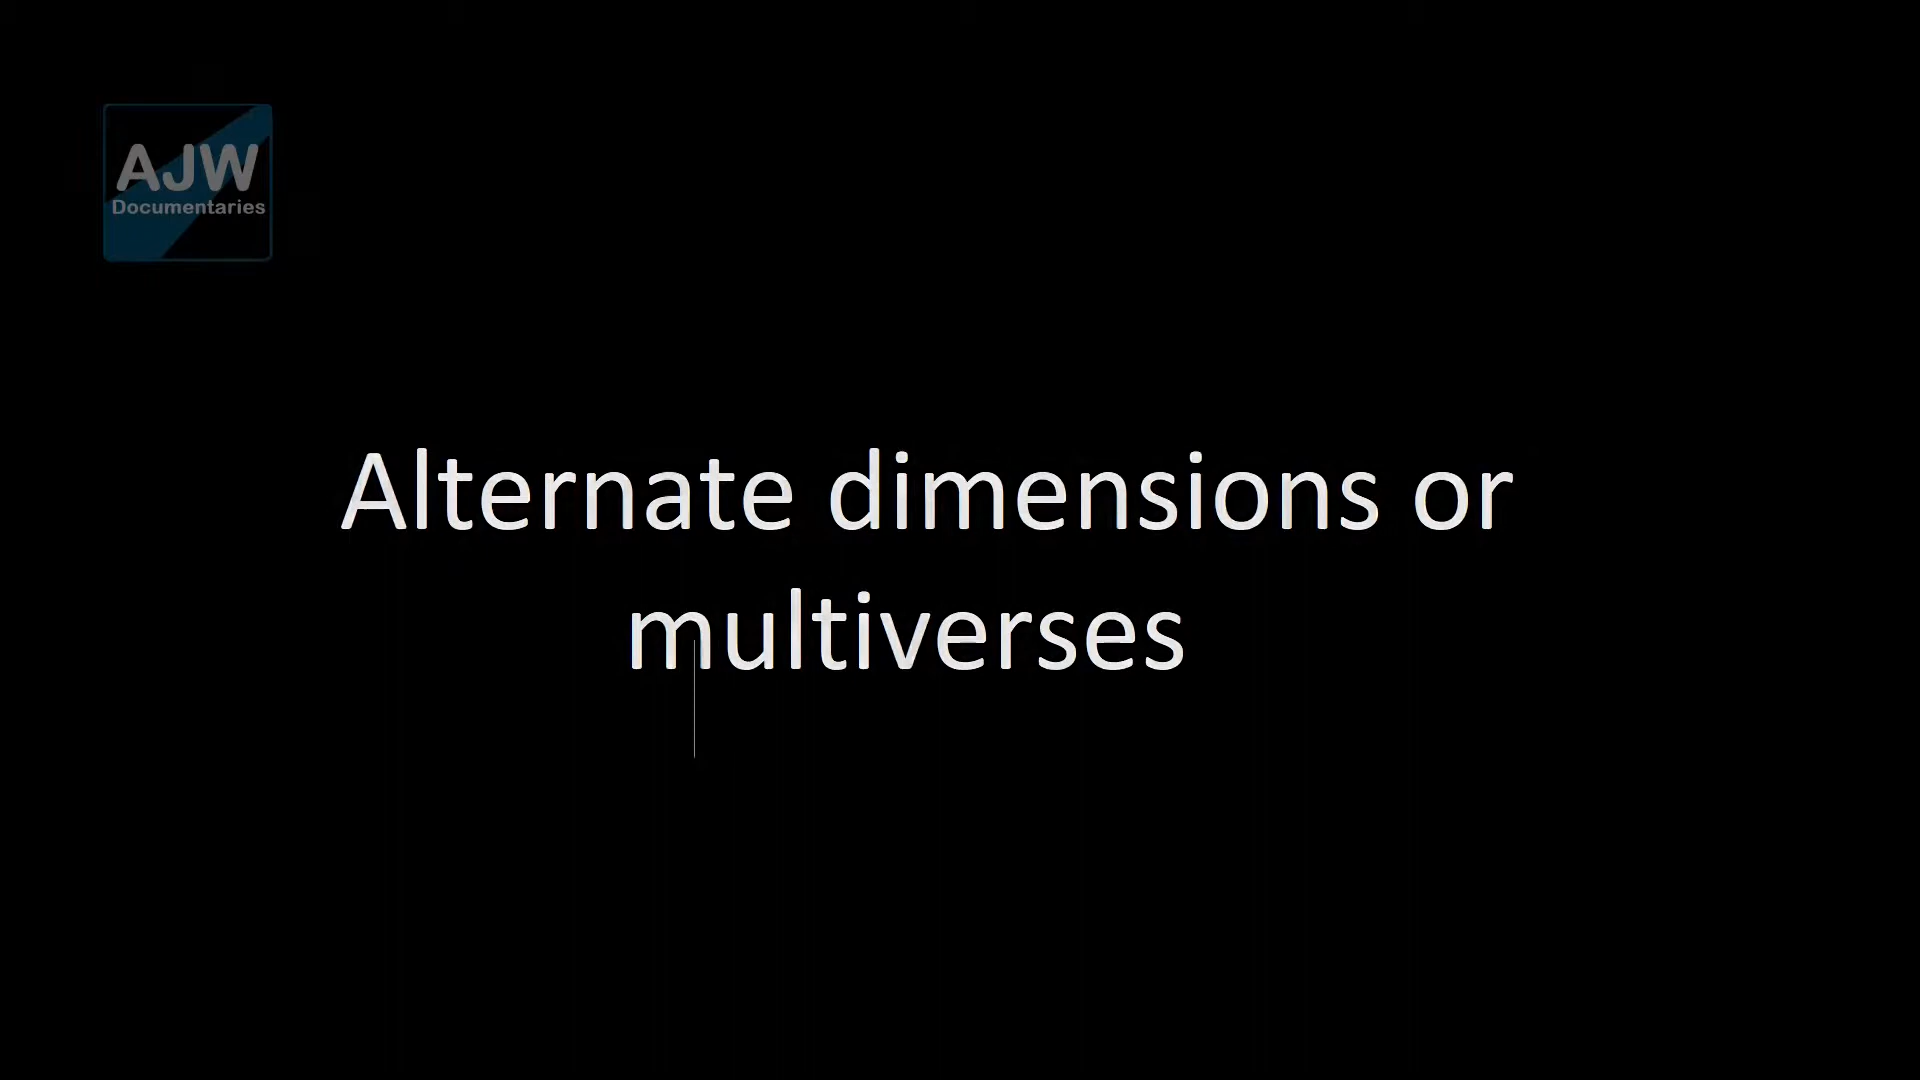 AJW
Documentaries
Alternate dimensions or
multiverses